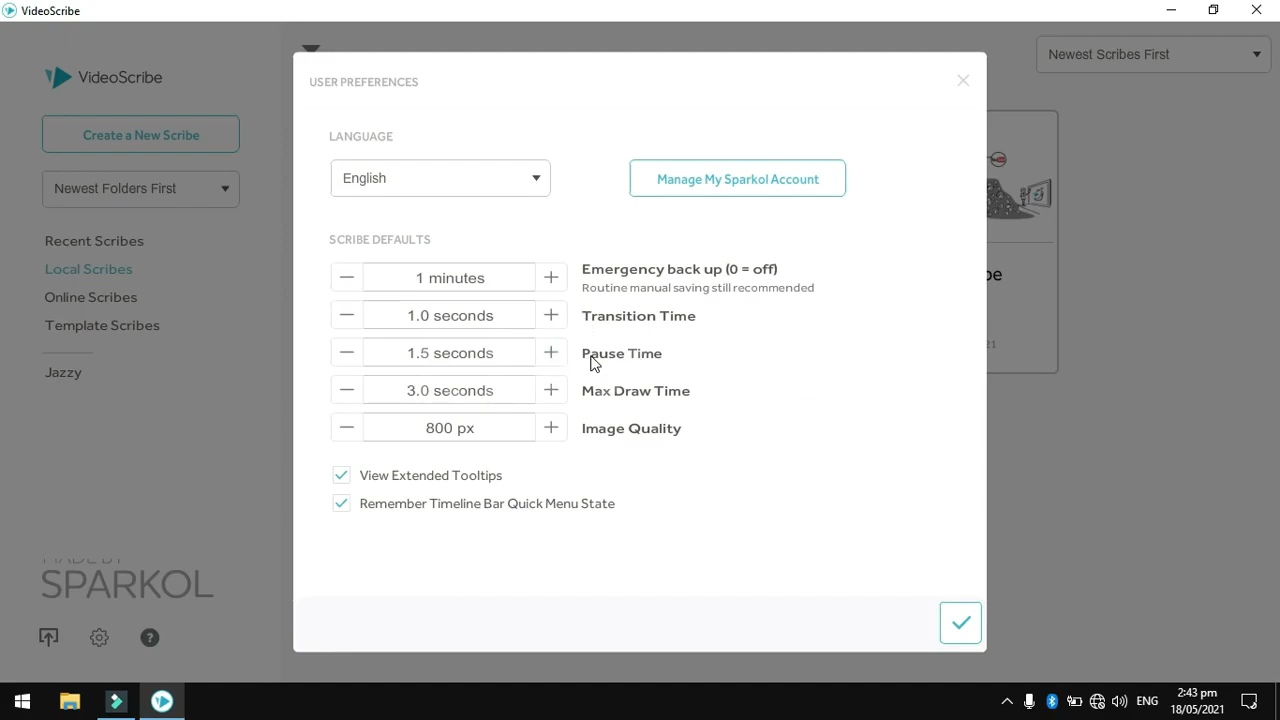 VideoScribe
VideoScribe
Create a New Scribe
Newest Folders First
Recent Scribes
Local Scribes
Online Scribes
Template Scribes
Jazzy
SPARKOL
Newest Scribes First
21
USER PREFERENCES
LANGUAGE
English
Manage My Sparkol Account
SCRIBE DEFAULTS
1 minutes
Emergency back up (0 = off)
Routine manual saving still recommended
1.0 seconds
Transition Time
1.5 seconds
Pause Time
3.0 seconds
Max Draw Time
800 px
Image Quality
View Extended Tooltips
Remember Timeline Bar Quick Menu State
ENG
2:43 pm
18/05/2021